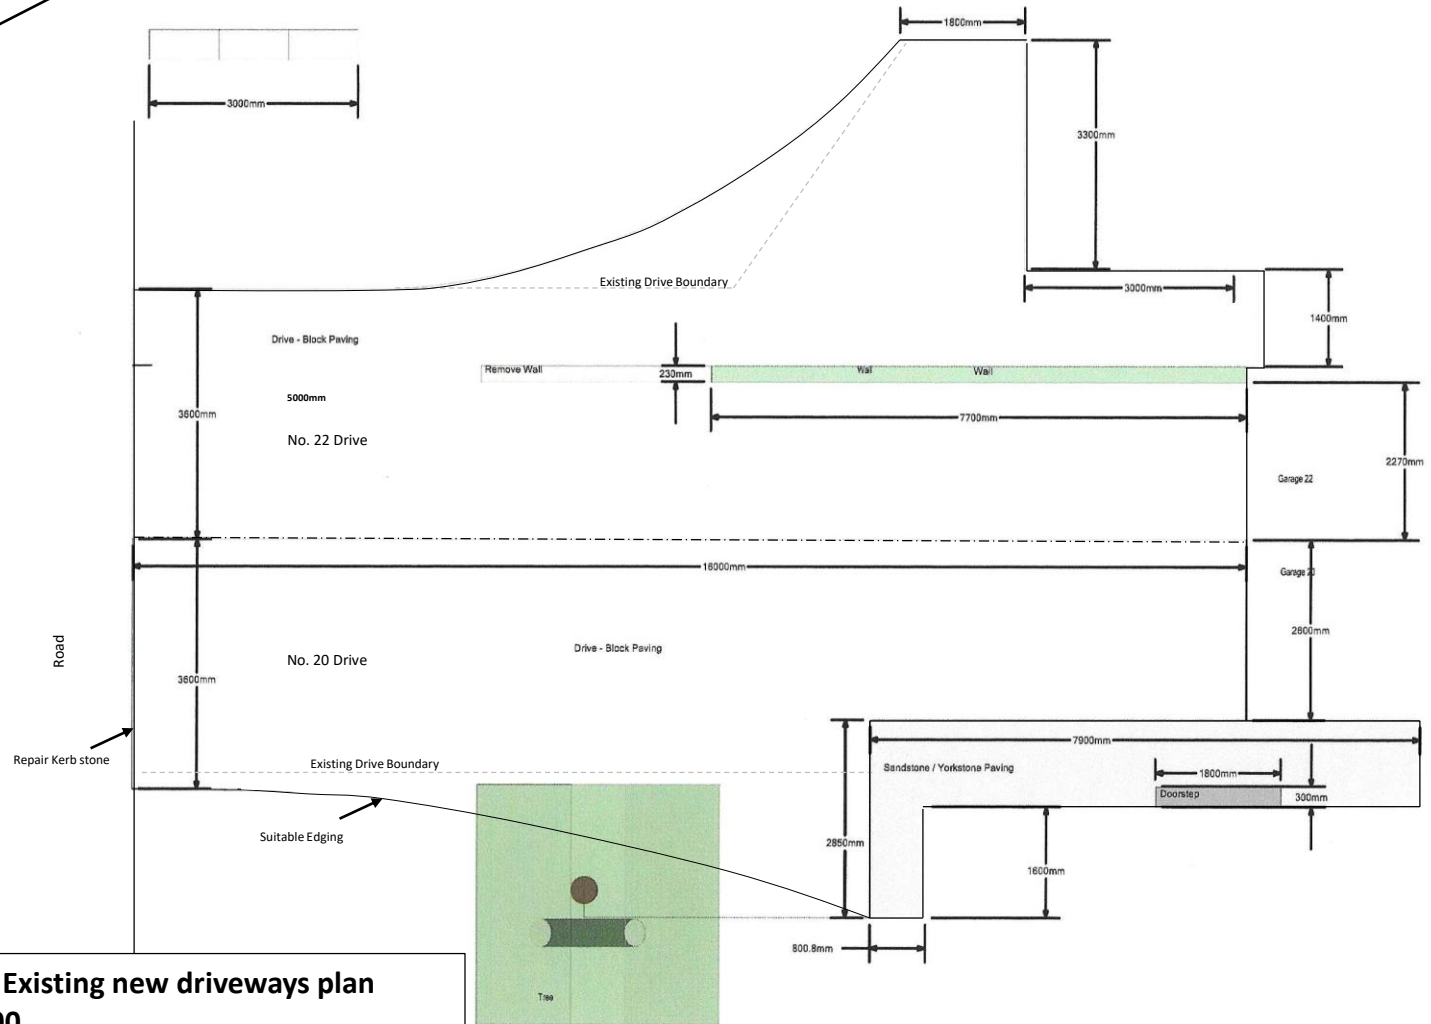 1800mm
3000mm
3300mm
Existing Drive Boundary
3000mm
1400mm
Drive - Block Paving
Remove Wall
230mm
Wall
Wall
5000mm
3600mm
7700mm
No. 22 Drive
2270mm
Garage 22
16000mm
Garage 20
2800mm
Road
No. 20 Drive
Drive - Block Paving
3600mm
7900mm
Repair Kerb stone
Existing Drive Boundary
Sandstone / Yorkstone Paving
1800mm
Doorstep
300mm
Suitable Edging
2850mm
1600mm
800.8mm
Existing new driveways plan
Tree